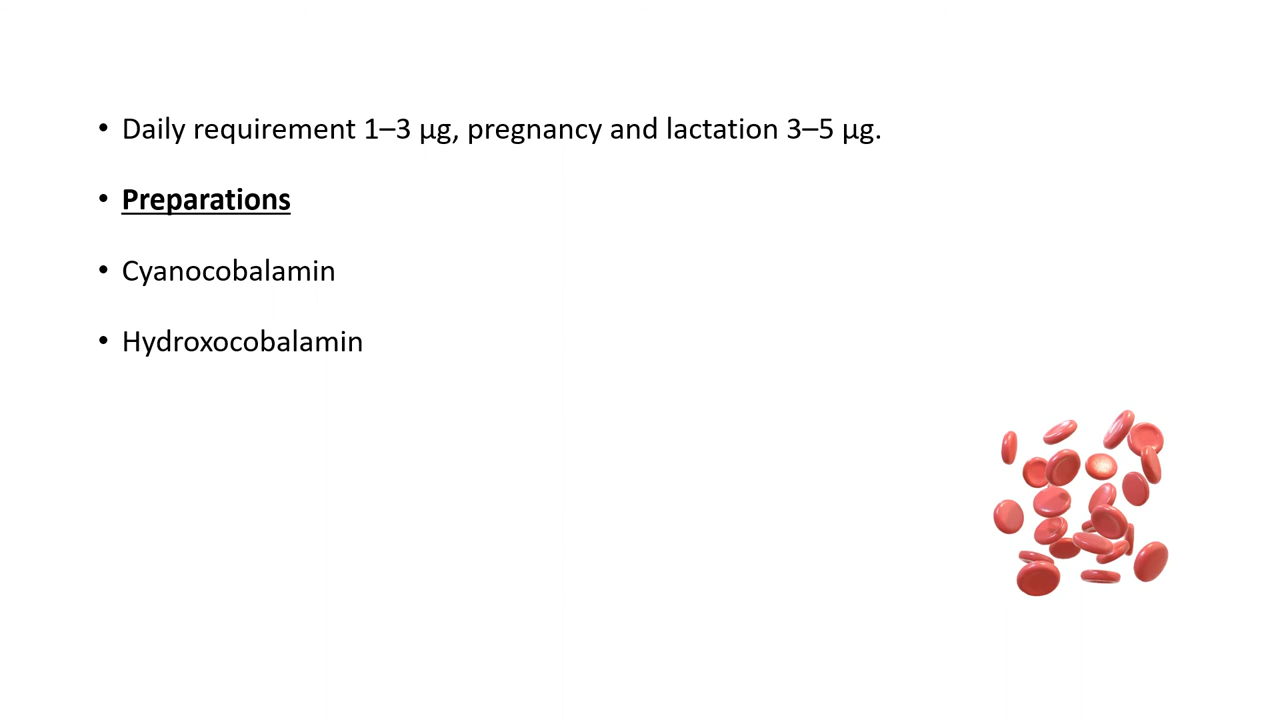 • Daily requirement 1–3 μg, pregnancy and lactation 3–5 μg.
• Preparations
• Cyanocobalamin
• Hydroxocobalamin